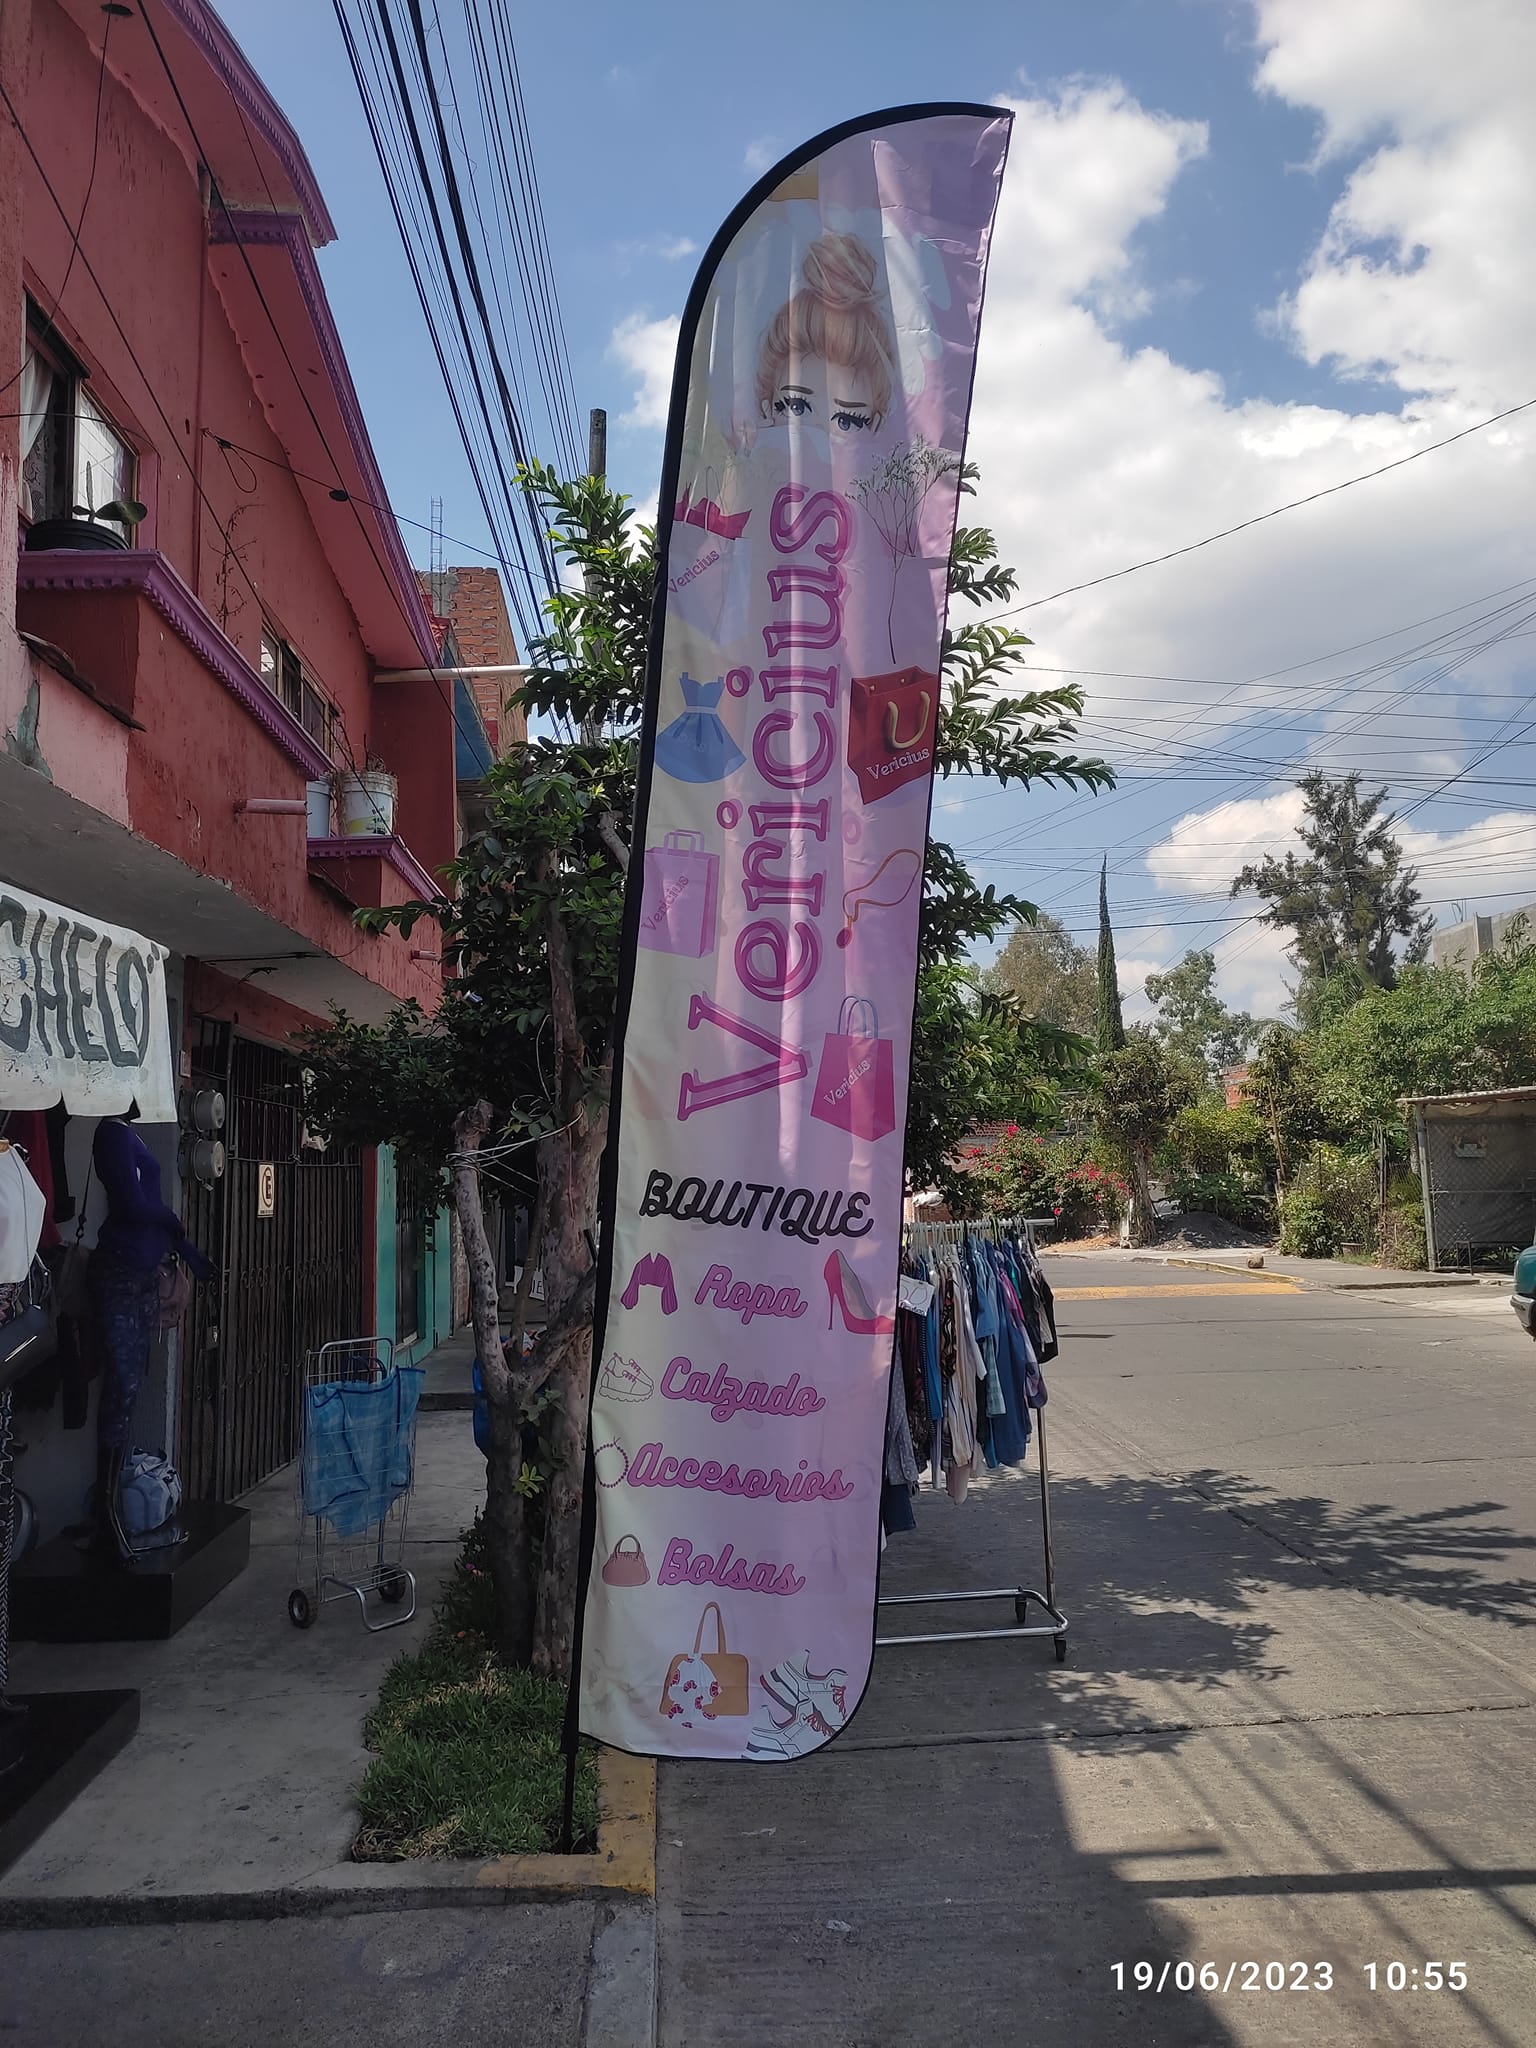 Vericius
Vericius
Vericius
Vericius
Vericius
BOUTIQUE
Ropa
Calzado
Accesorios
Bolsas
CHELO
E
19/06/2023 10:55